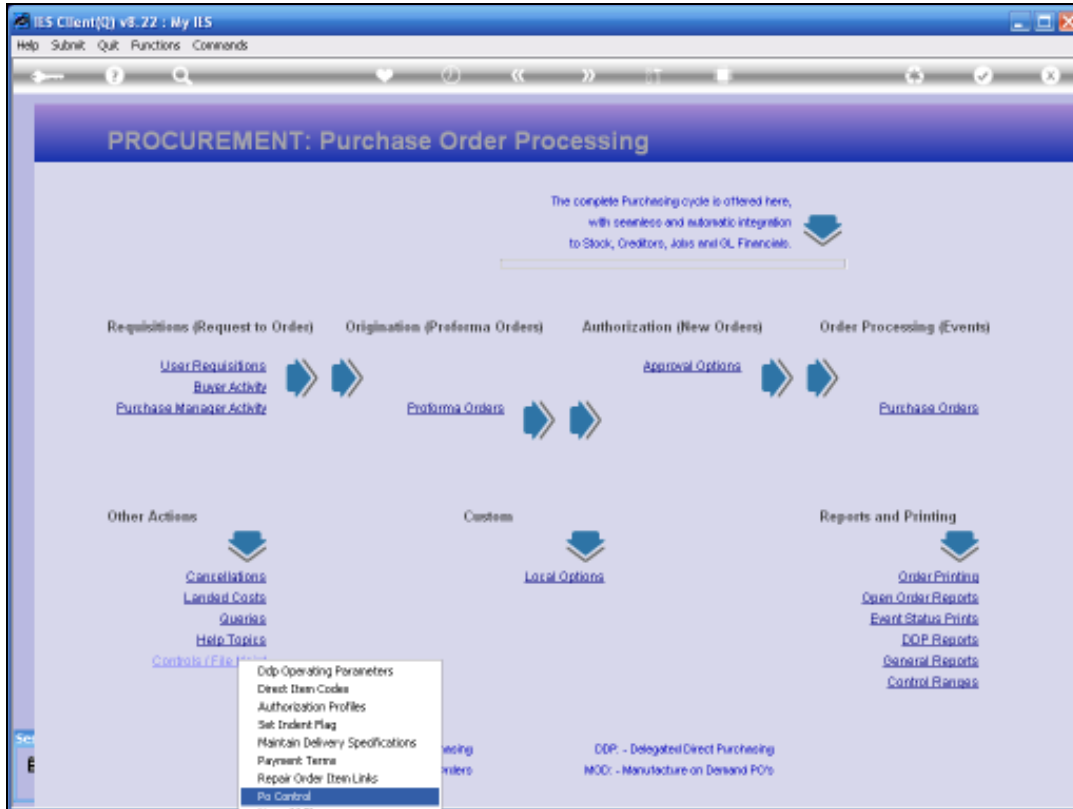 IES Client(Q) v8.22 : My IES
Help Submit Quit Functions Commands
PROCUREMENT: Purchase Order Processing
The complete Purchasing cycle is offered here,
with seamless and automatic integration
to Stock, Creditors, Jobs and GL Financials.
Requisitions (Request to Order) Origination (Proforma Orders) Authorization (New Orders) Order Processing (Events)
User Requisitions Approval Options
Buyer Activity
Purchase Manager Activity Proforma Orders Purchase Orders
Other Actions Custom Reports and Printing
Cancellations Local Options Order Printing
Landed Costs Open Order Reports
Queries Event Status Prints
Help Topics DDP Reports
Controls / File General Reports
Control Ranges
Ddp Operating Parameters
Direct Item Codes
Authorization Profiles
Set Indent Flag
Maintain Delivery Specifications
Payment Terms
Repair Order Item Links
Po Control
DDP: - Delegated Direct Purchasing
MOD: - Manufacture on Demand PO's